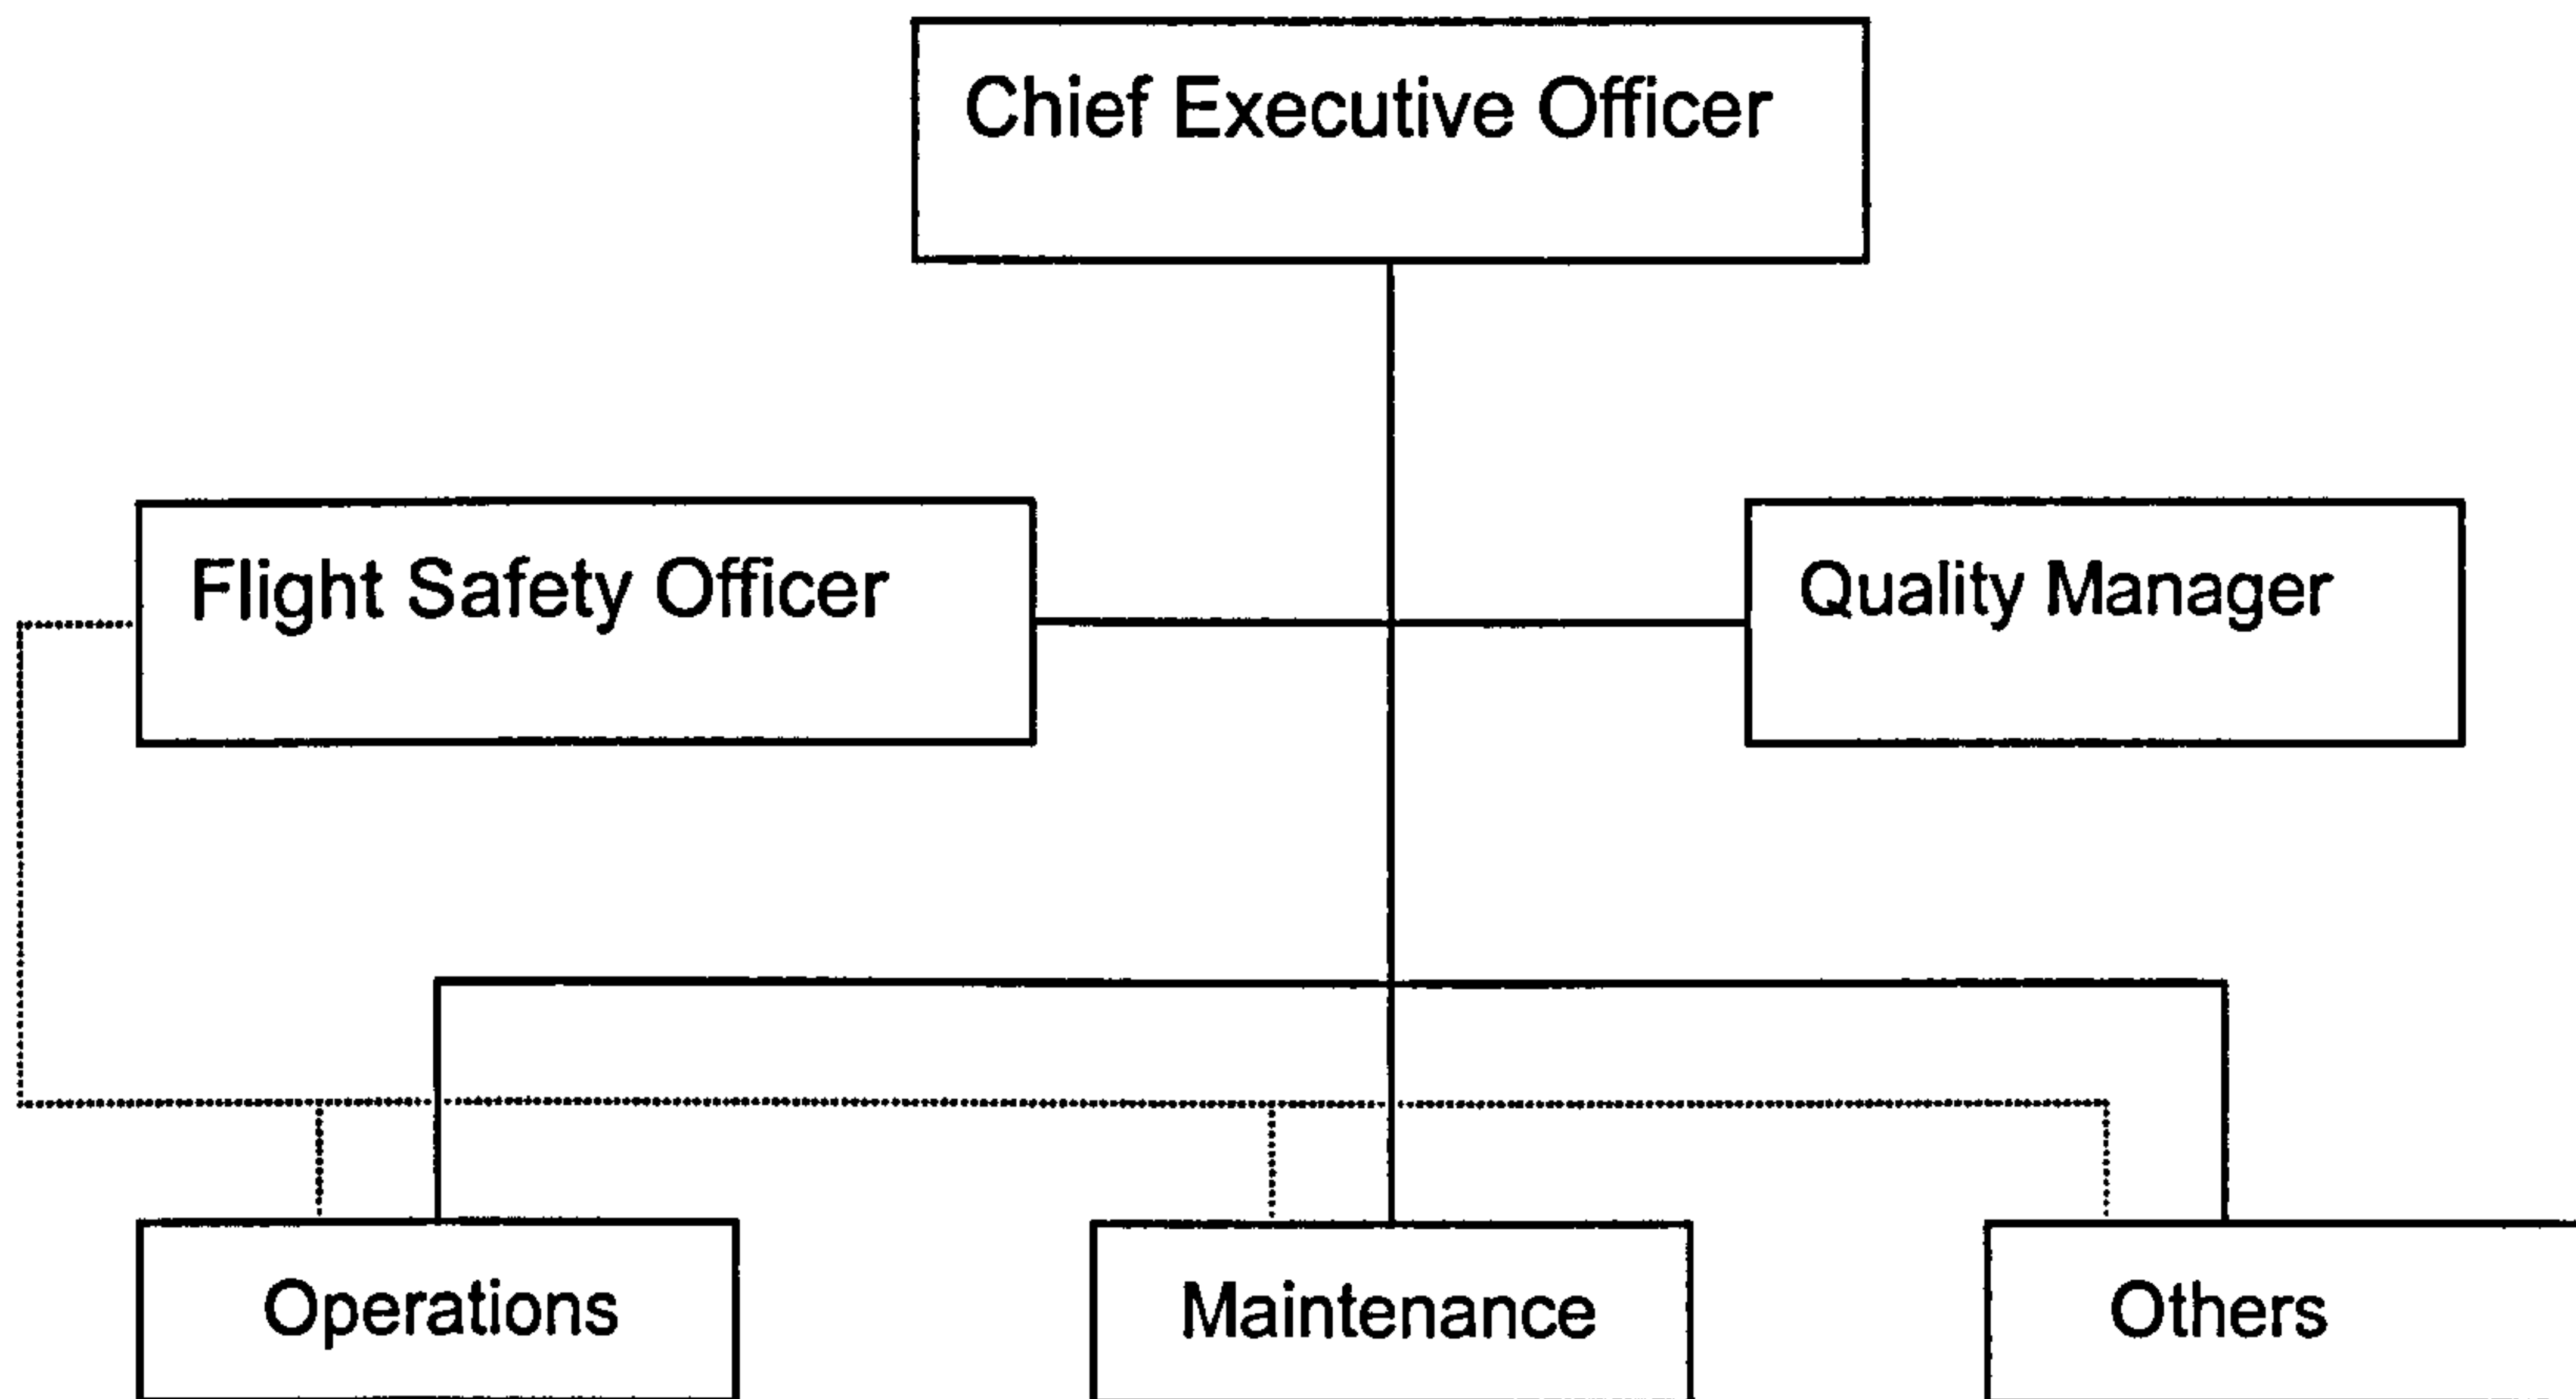 Chief Executive Officer
Flight Safety Officer
Quality Manager
Operations
Maintenance
Others